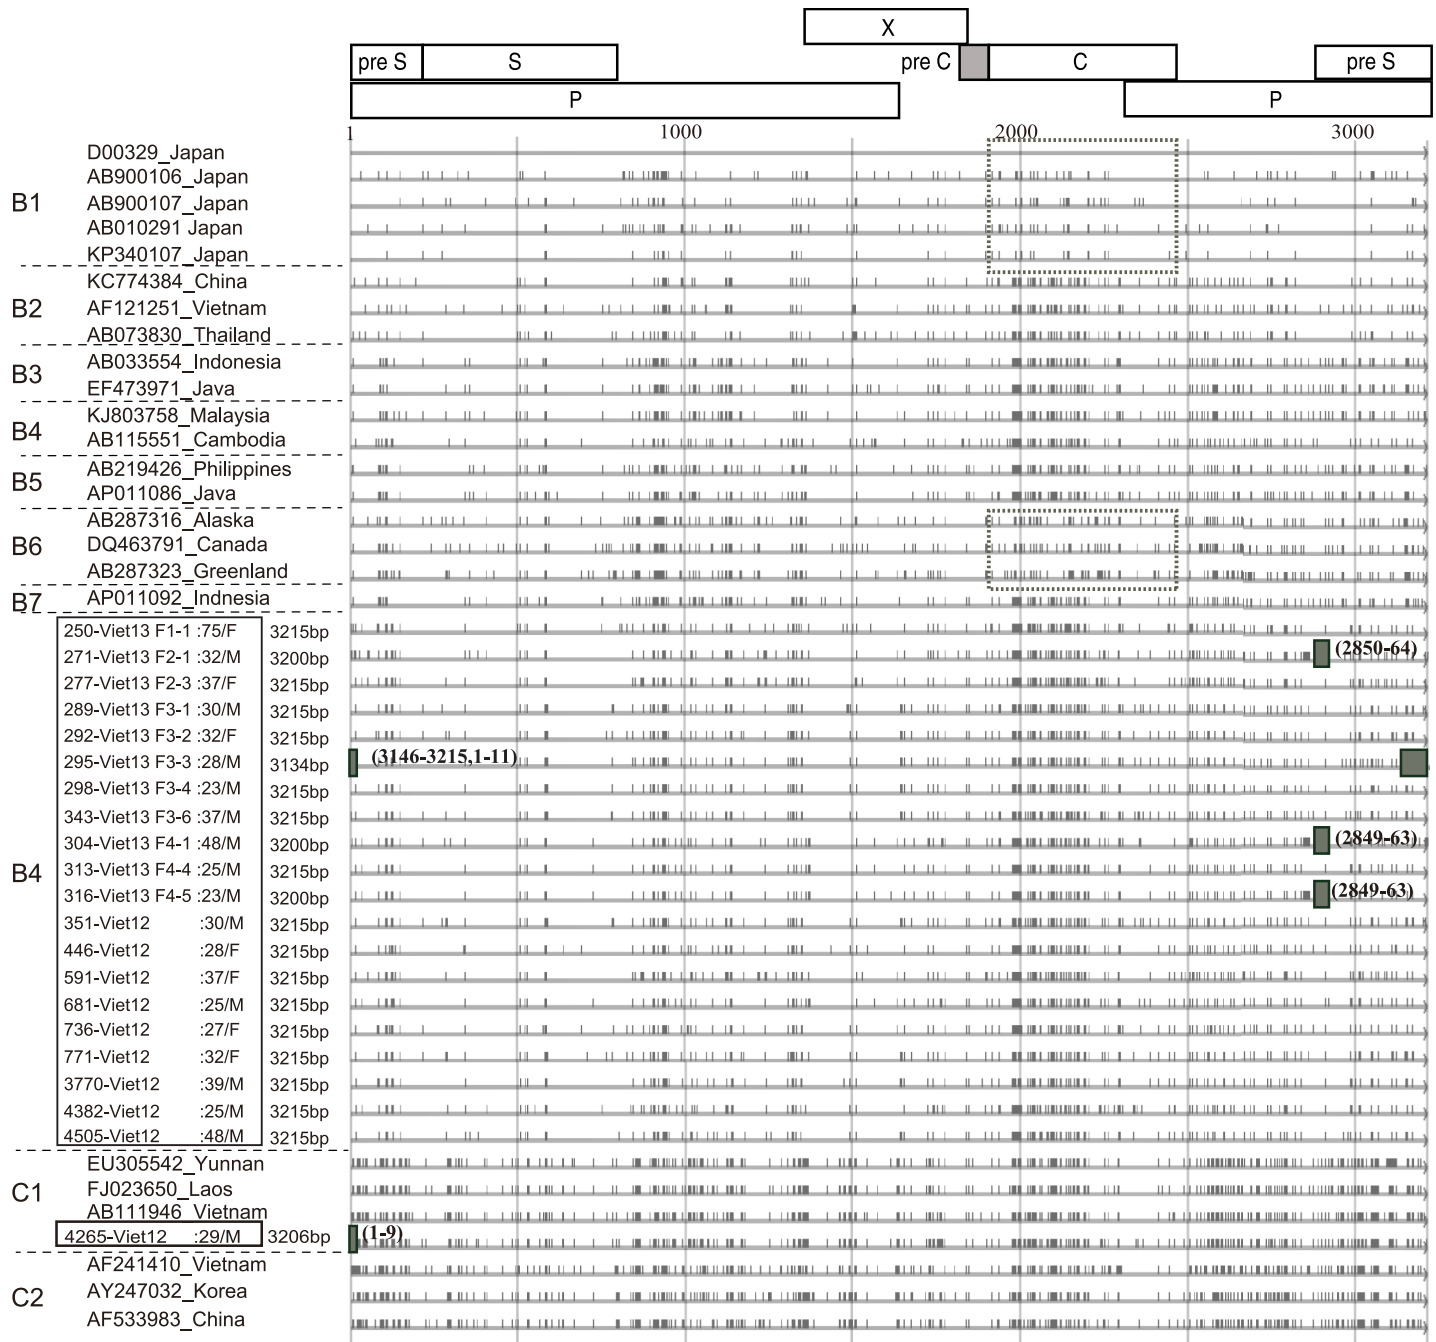 X
pre S S pre C C pre S
P P
1 1000 2000 3000
D00329_Japan
AB900106_Japan
B1 AB900107_Japan
AB010291 Japan
KP340107_Japan
KC774384_China
B2 AF121251_Vietnam
AB073830_Thailand
B3 AB033554_Indonesia
EF473971_Java
B4 KJ803758_Malaysia
AB115551_Cambodia
B5 AB219426_Philippines
AP011086_Java
AB287316_Alaska
B6 DQ463791_Canada
AB287323_Greenland
B7 AP011092_Indnesia
250-Viet13 F1-1 :75/F 3215bp
271-Viet13 F2-1 :32/M 3200bp (2850-64)
277-Viet13 F2-3 :37/F 3215bp
289-Viet13 F3-1 :30/M 3215bp
292-Viet13 F3-2 :32/F 3215bp
295-Viet13 F3-3 :28/M 3134bp (3146-3215,1-11)
298-Viet13 F3-4 :23/M 3215bp
343-Viet13 F3-6 :37/M 3215bp
304-Viet13 F4-1 :48/M 3200bp (2849-63)
B4 313-Viet13 F4-4 :25/M 3215bp
316-Viet13 F4-5 :23/M 3200bp (2849-63)
351-Viet12 :30/M 3215bp
446-Viet12 :28/F 3215bp
591-Viet12 :37/F 3215bp
681-Viet12 :25/M 3215bp
736-Viet12 :27/F 3215bp
771-Viet12 :32/F 3215bp
3770-Viet12 :39/M 3215bp
4382-Viet12 :25/M 3215bp
4505-Viet12 :48/M 3215bp
EU305542_Yunnan
C1 FJ023650_Laos
AB111946_Vietnam
4265-Viet12 :29/M 3206bp (1-9)
AF241410_Vietnam
C2 AY247032_Korea
AF533983_China